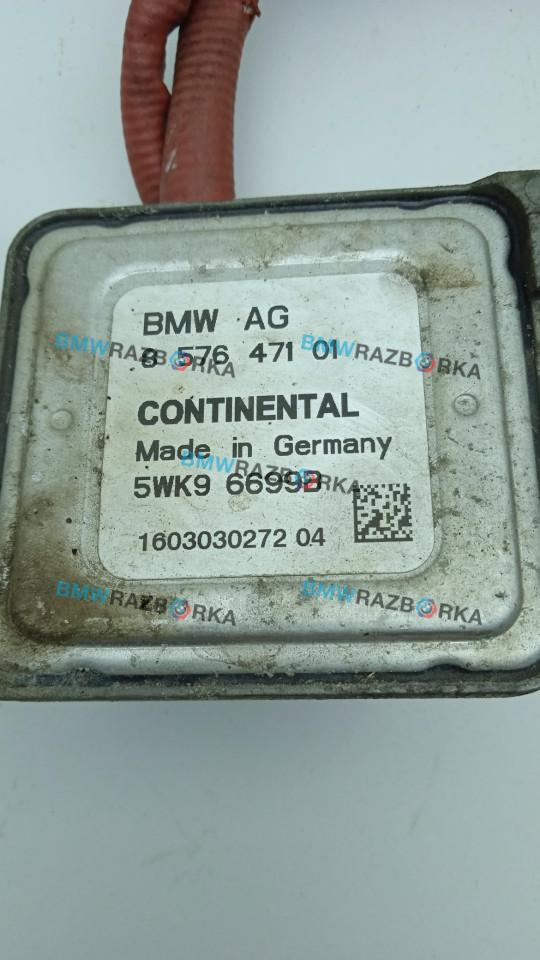 BMW AG
8 576 471 01
CONTINENTAL
Made in Germany
5WK9 6699B
1603030272 04
BMWRAZBORKA
BMWRAZBORKA
BMWRAZBORKA
BMWRAZBORKA
BMWRAZBORKA